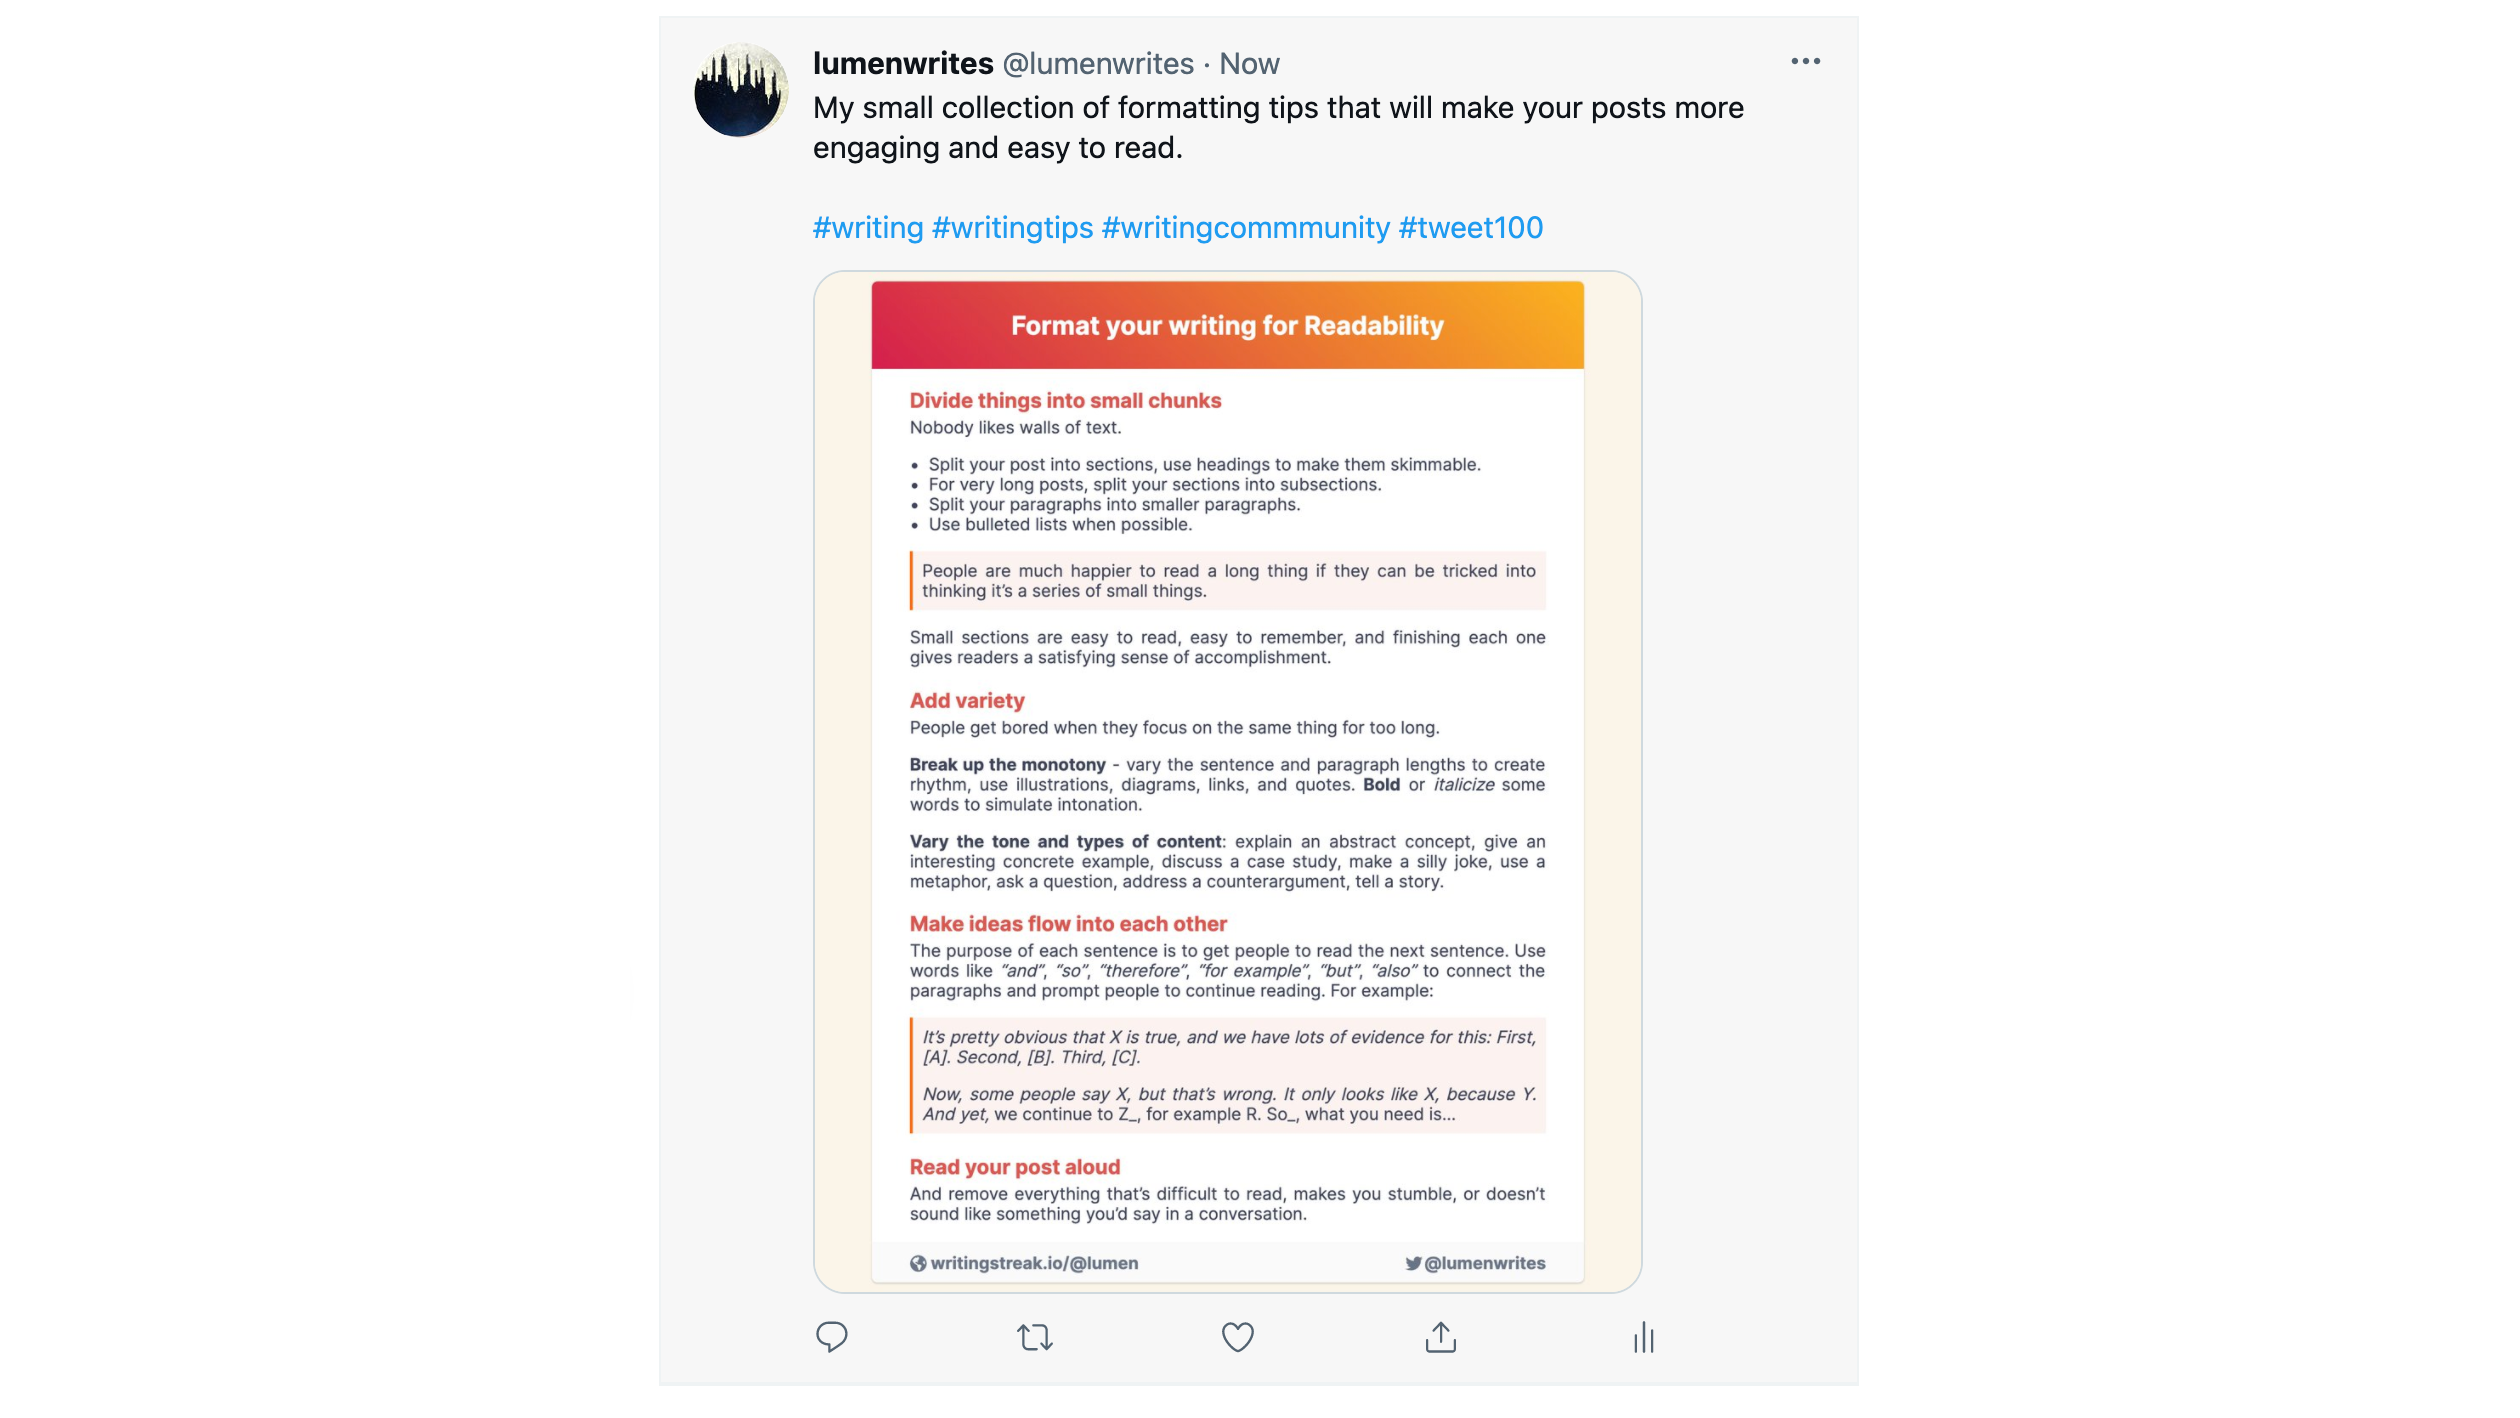 lumenwrites @lumenwrites · Now
My small collection of formatting tips that will make your posts more
engaging and easy to read.
#writing #writingtips #writingcommmunity #tweet100
Format your writing for Readability
Divide things into small chunks
Nobody likes walls of text.
• Split your post into sections, use headings to make them skimmable.
• For very long posts, split your sections into subsections.
• Split your paragraphs into smaller paragraphs.
• Use bulleted lists when possible.
People are much happier to read a long thing if they can be tricked into
thinking it's a series of small things.
Small sections are easy to read, easy to remember, and finishing each one
gives readers a satisfying sense of accomplishment.
Add variety
People get bored when they focus on the same thing for too long.
Break up the monotony - vary the sentence and paragraph lengths to create
rhythm, use illustrations, diagrams, links, and quotes. Bold or italicize some
words to simulate intonation.
Vary the tone and types of content: explain an abstract concept, give an
interesting concrete example, discuss a case study, make a silly joke, use a
metaphor, ask a question, address a counterargument, tell a story.
Make ideas flow into each other
The purpose of each sentence is to get people to read the next sentence. Use
words like “and”, “so”, “therefore”, “for example”, “but”, “also” to connect the
paragraphs and prompt people to continue reading. For example:
It's pretty obvious that X is true, and we have lots of evidence for this: First,
[A]. Second, [B]. Third, [C].
Now, some people say X, but that's wrong. It only looks like X, because Y.
And yet, we continue to Z_, for example R. So_, what you need is...
Read your post aloud
And remove everything that's difficult to read, makes you stumble, or doesn't
sound like something you'd say in a conversation.
writingstreak.io/@lumen
@lumenwrites